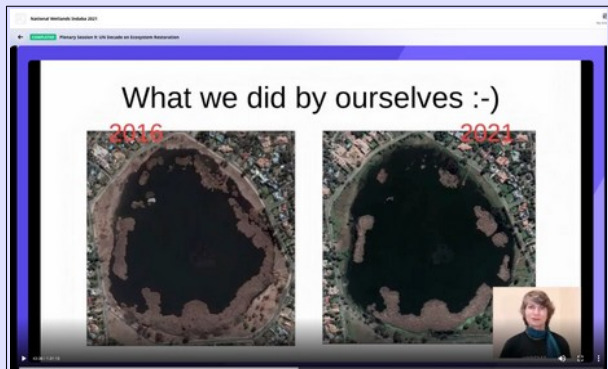 National Wetlands Indaba 2021
COMPLETED Plenary Session II: UN Decade on Ecosystem Restoration
What we did by ourselves :-)
2016
2021